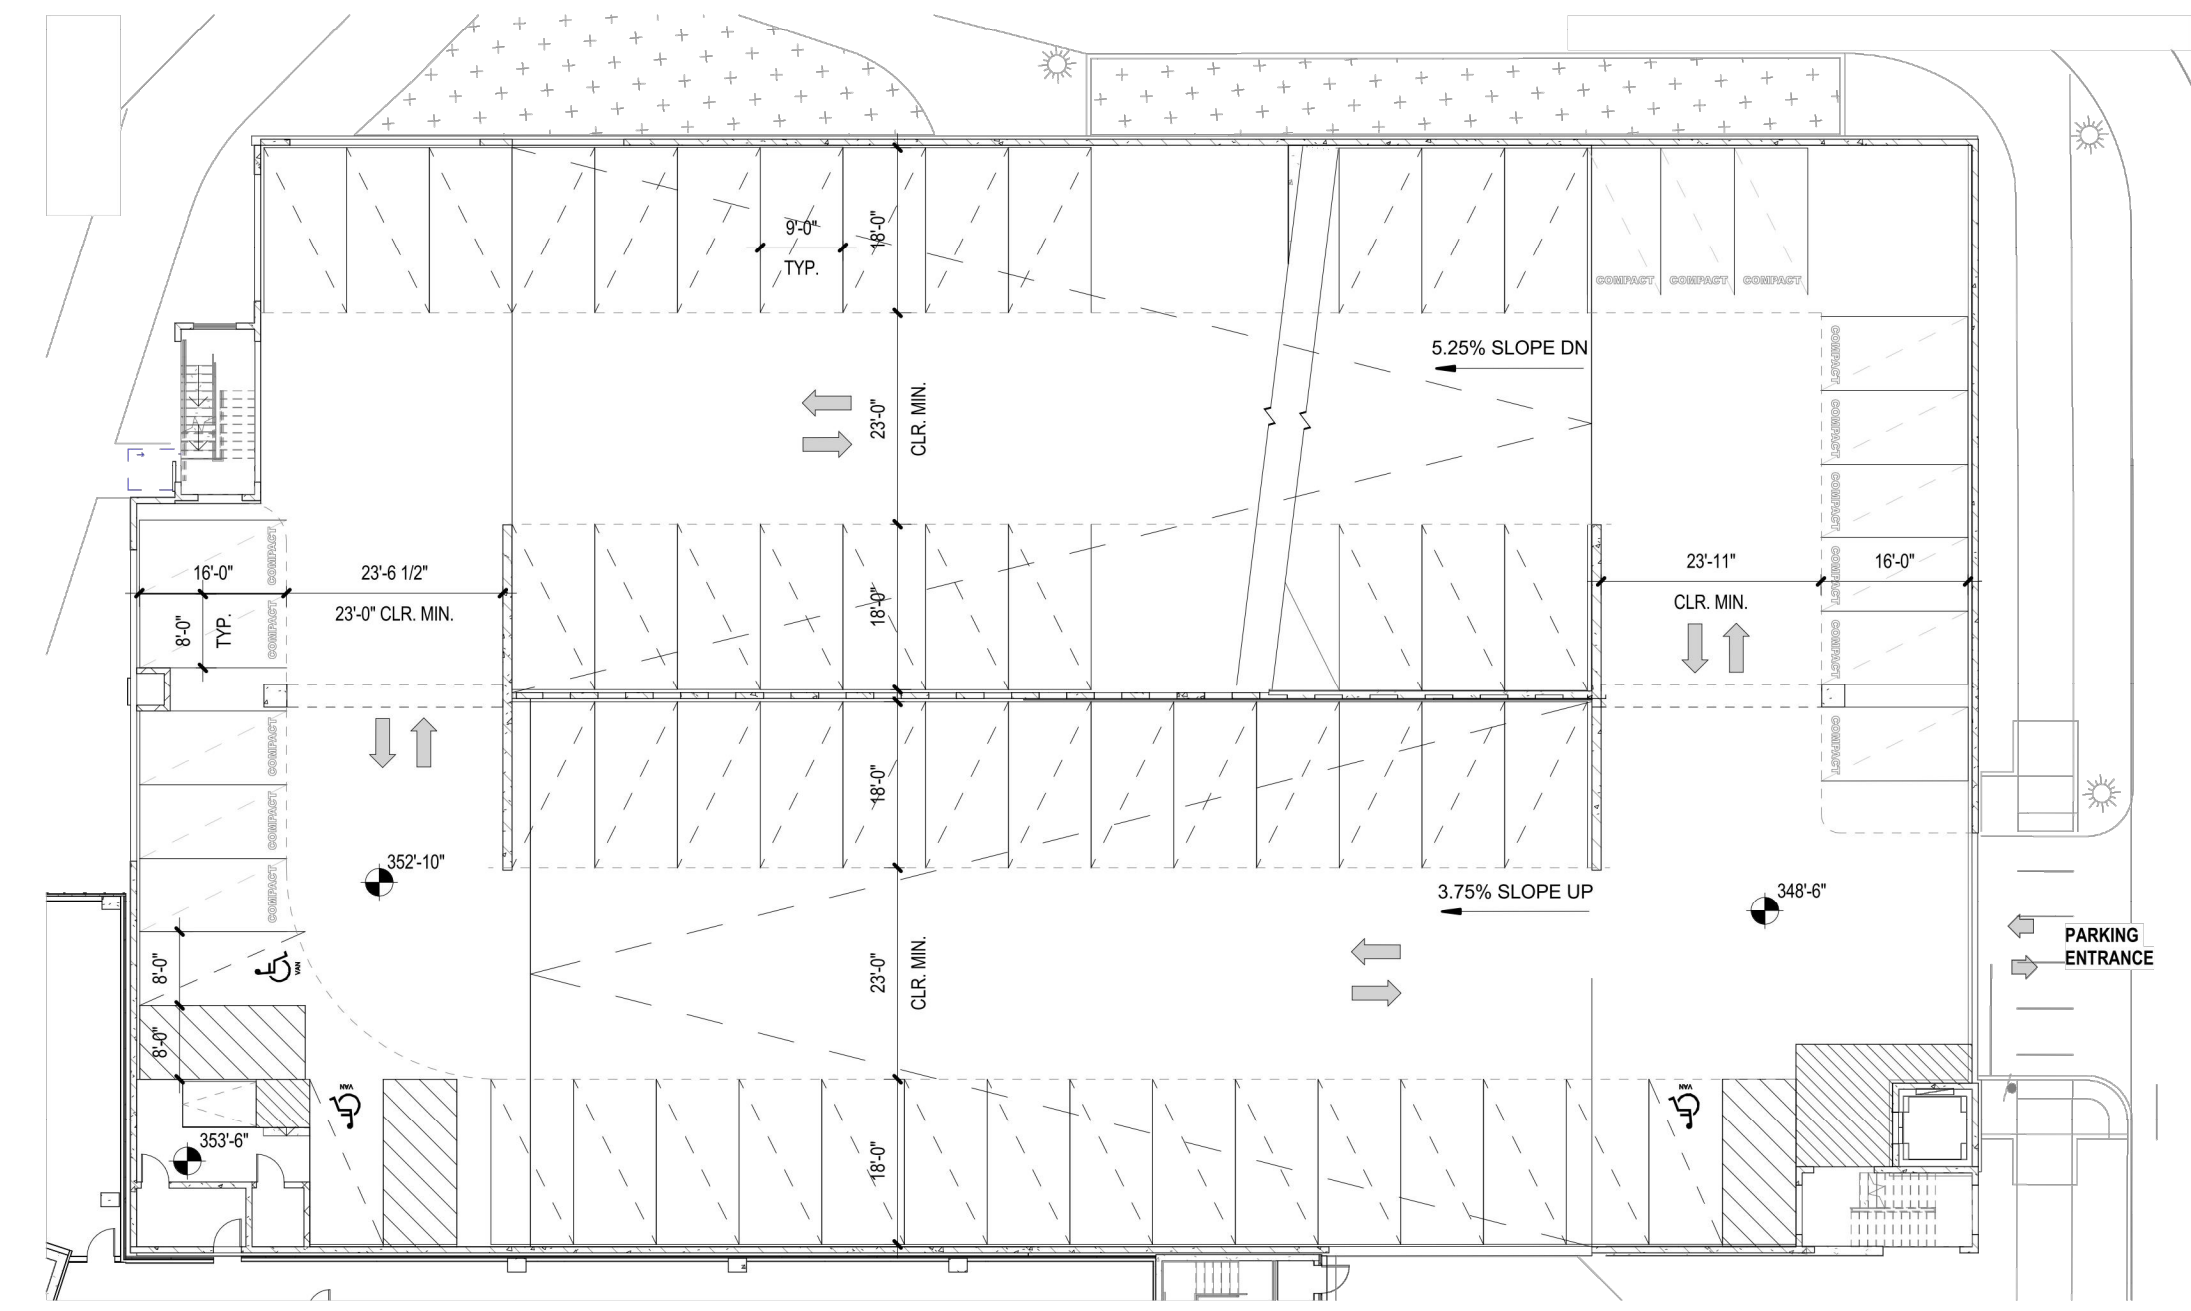 9'-0"
TYP.
18'-0"
COMPACT COMPACT COMPACT
5.25% SLOPE DN
COMPACT
COMPACT
COMPACT
COMPACT
COMPACT
COMPACT
23'-0"
CLR. MIN.
COMPACT
COMPACT
16'-0"
23'-6 1/2"
23'-0" CLR. MIN.
8'-0"
TYP.
18'-0"
23'-11"
CLR. MIN.
16'-0"
COMPACT
COMPACT
COMPACT
18'-0"
352'-10"
3.75% SLOPE UP
348'-6"
PARKING
ENTRANCE
23'-0"
CLR. MIN.
8'-0"
VAN
8'-0"
VAN
VAN
353'-6"
18'-0"